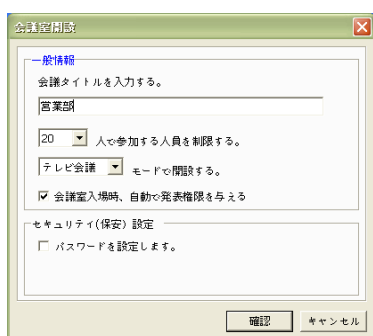 会議室開設
一般情報
会議タイトルを入力する。
営業部
20 人で参加する人員を制限する。
テレビ会議 モードで開設する。
会議室入場時、自動で発表権限を与える
セキュリティ(保安) 設定
パスワードを設定します。
確認 キャンセル